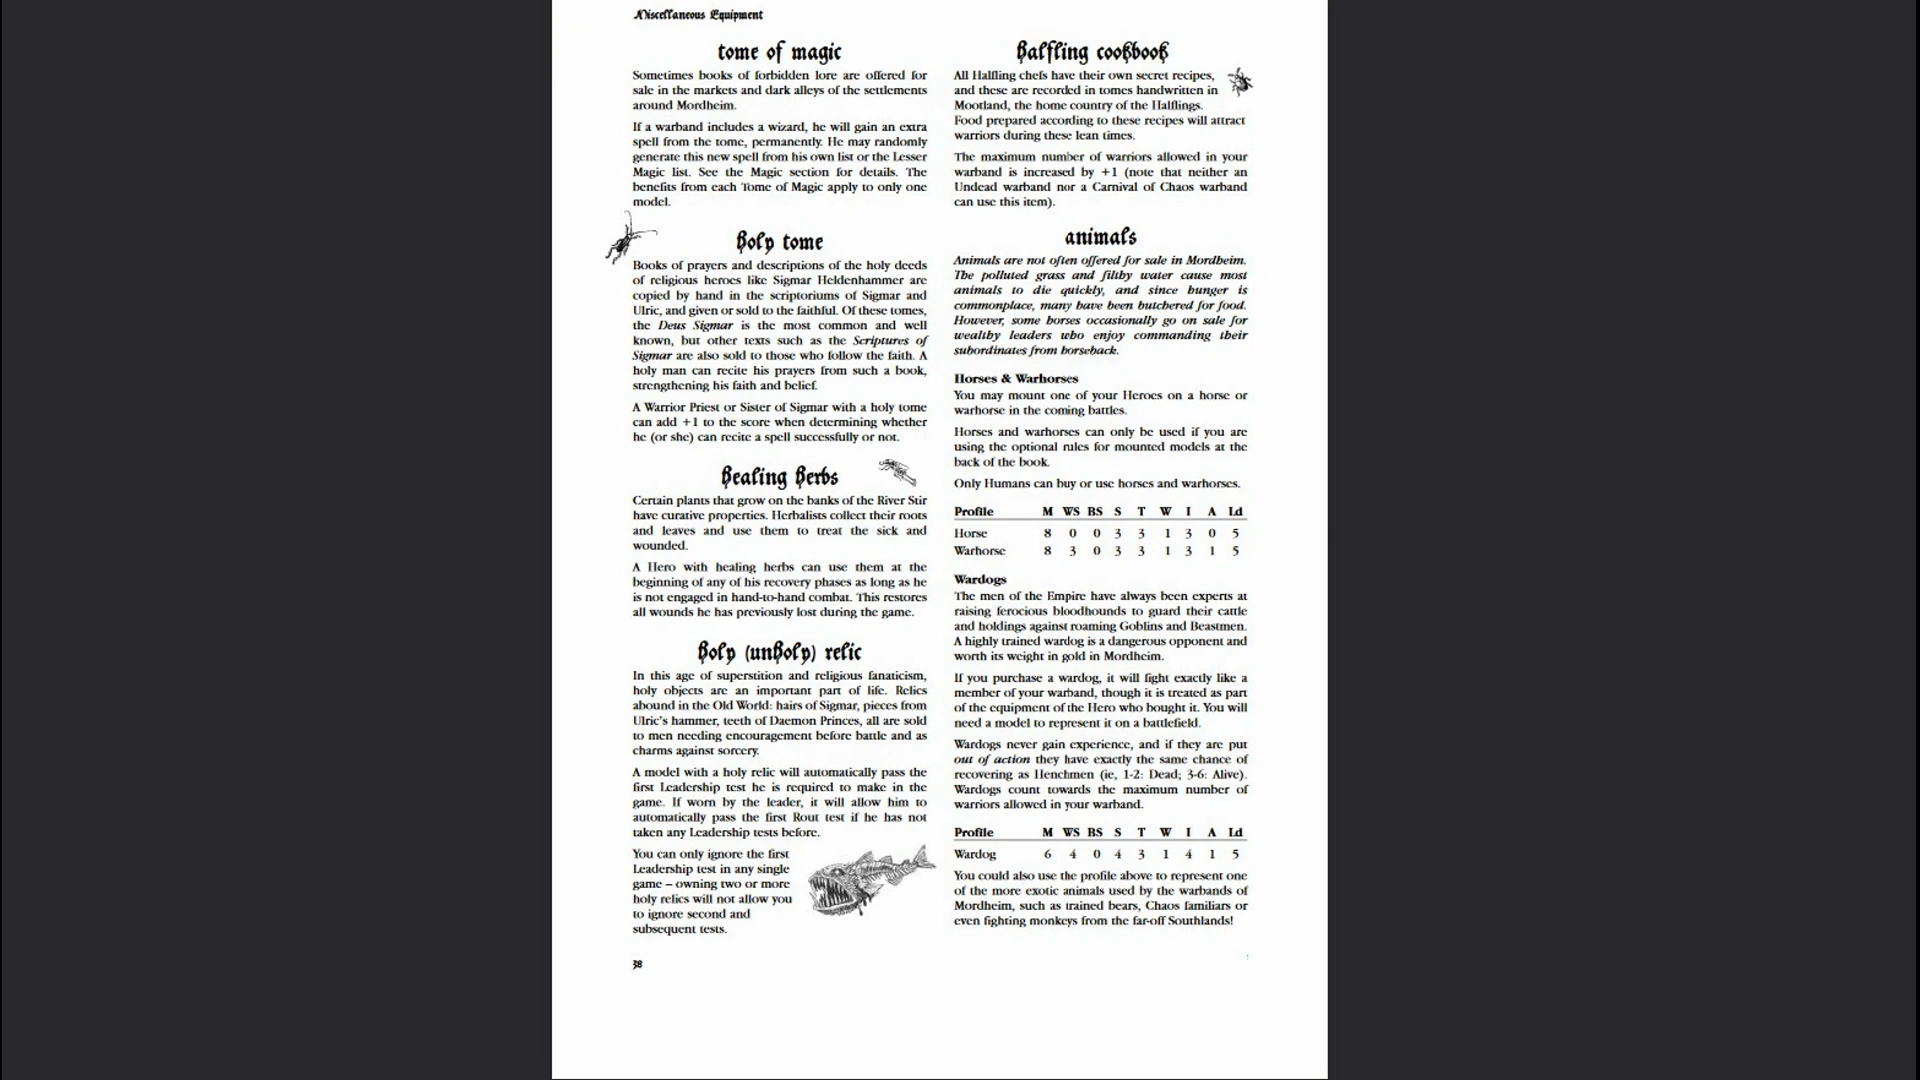 Miscellaneous Equipment
tome of magic
Sometimes books of forbidden lore are offered for
sale in the markets and dark alleys of the settlements
around Mordheim.
If a warband includes a wizard, he will gain an extra
spell from the tome, permanently. He may randomly
generate this new spell from his own list or the Lesser
Magic list. See the Magic section for details. The
benefits from each Tome of Magic apply to only one
model.
Holy tome
Books of prayers and descriptions of the holy deeds
of religious heroes like Sigmar Heldenhammer are
copied by hand in the scriptoriums of Sigmar and
Ulric, and given or sold to the faithful. Of these tomes,
the Deus Sigmar is the most common and well
known, but other texts such as the Scriptures of
Sigmar are also sold to those who follow the faith. A
holy man can recite his prayers from such a book,
strengthening his faith and belief.
A Warrior Priest or Sister of Sigmar with a holy tome
can add +1 to the score when determining whether
he (or she) can recite a spell successfully or not.
Healing Herbs
Certain plants that grow on the banks of the River Stir
have curative properties. Herbalists collect their roots
and leaves and use them to treat the sick and
wounded.
A Hero with healing herbs can use them at the
beginning of any of his recovery phases as long as he
is not engaged in hand-to-hand combat. This restores
all wounds he has previously lost during the game.
Holy (unHoly) relic
In this age of superstition and religious fanaticism,
holy objects are an important part of life. Relics
abound in the Old World: hairs of Sigmar, pieces from
Ulric's hammer, teeth of Daemon Princes, all are sold
to men needing encouragement before battle and as
charms against sorcery.
A model with a holy relic will automatically pass the
first Leadership test he is required to make in the
game. If worn by the leader, it will allow him to
automatically pass the first Rout test if he has not
taken any Leadership tests before.
You can only ignore the first
Leadership test in any single
game – owning two or more
holy relics will not allow you
to ignore second and
subsequent tests.
38
Halfling cookbook
All Halfling chefs have their own secret recipes,
and these are recorded in tomes handwritten in
Mootland, the home country of the Halflings.
Food prepared according to these recipes will attract
warriors during these lean times.
The maximum number of warriors allowed in your
warband is increased by +1 (note that neither an
Undead warband nor a Carnival of Chaos warband
can use this item).
animals
Animals are not often offered for sale in Mordheim.
The polluted grass and filthy water cause most
animals to die quickly, and since hunger is
commonplace, many have been butchered for food.
However, some horses occasionally go on sale for
wealthy leaders who enjoy commanding their
subordinates from horseback.
Horses & Warhorses
You may mount one of your Heroes on a horse or
warhorse in the coming battles.
Horses and warhorses can only be used if you are
using the optional rules for mounted models at the
back of the book.
Only Humans can buy or use horses and warhorses.
Profile M WS BS S T W I A Ld
Horse 8 0 0 3 3 1 3 0 5
Warhorse 8 3 0 3 3 1 3 1 5
Wardogs
The men of the Empire have always been experts at
raising ferocious bloodhounds to guard their cattle
and holdings against roaming Goblins and Beastmen.
A highly trained wardog is a dangerous opponent and
worth its weight in gold in Mordheim.
If you purchase a wardog, it will fight exactly like a
member of your warband, though it is treated as part
of the equipment of the Hero who bought it. You will
need a model to represent it on a battlefield.
Wardogs never gain experience, and if they are put
out of action they have exactly the same chance of
recovering as Henchmen (ie, 1-2: Dead; 3-6: Alive).
Wardogs count towards the maximum number of
warriors allowed in your warband.
Profile M WS BS S T W I A Ld
Wardog 6 4 0 4 3 1 4 1 5
You could also use the profile above to represent one
of the more exotic animals used by the warbands of
Mordheim, such as trained bears, Chaos familiars or
even fighting monkeys from the far-off Southlands!